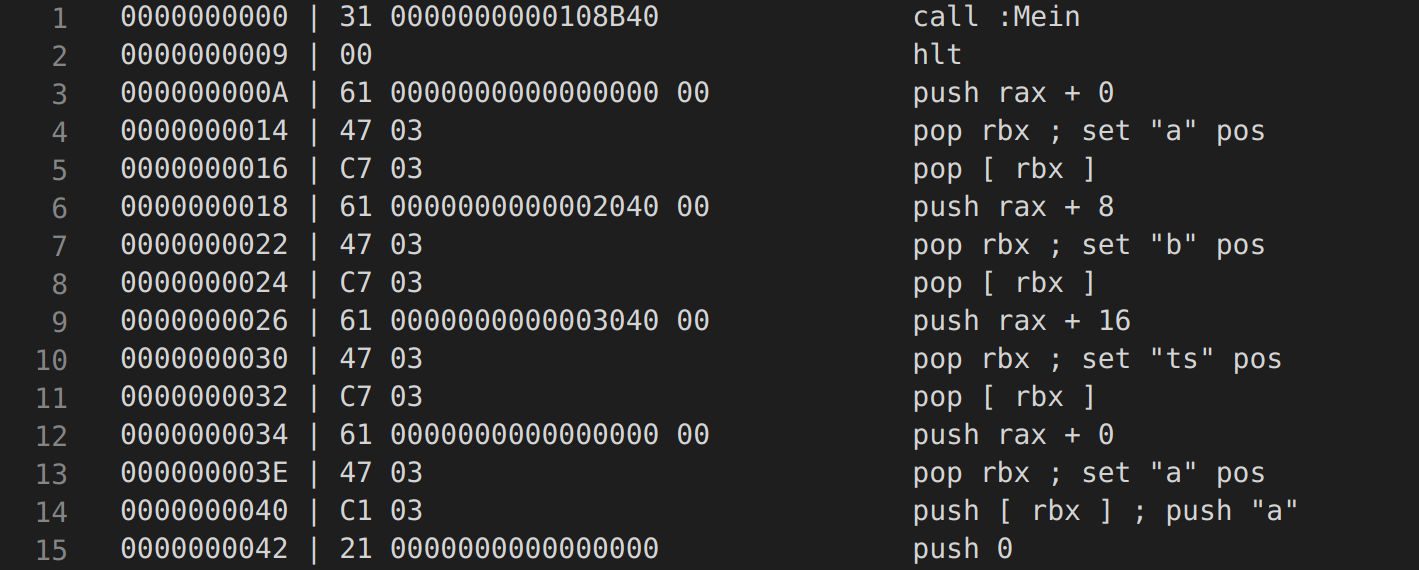 1 0000000000 | 31 0000000000108B40 call :Mein
2 0000000009 | 00 hlt
3 000000000A | 61 0000000000000000 00 push rax + 0
4 0000000014 | 47 03 pop rbx ; set "a" pos
5 0000000016 | C7 03 pop [ rbx ]
6 0000000018 | 61 0000000000002040 00 push rax + 8
7 0000000022 | 47 03 pop rbx ; set "b" pos
8 0000000024 | C7 03 pop [ rbx ]
9 0000000026 | 61 0000000000003040 00 push rax + 16
10 0000000030 | 47 03 pop rbx ; set "ts" pos
11 0000000032 | C7 03 pop [ rbx ]
12 0000000034 | 61 0000000000000000 00 push rax + 0
13 000000003E | 47 03 pop rbx ; set "a" pos
14 0000000040 | C1 03 push [ rbx ] ; push "a"
15 0000000042 | 21 0000000000000000 push 0